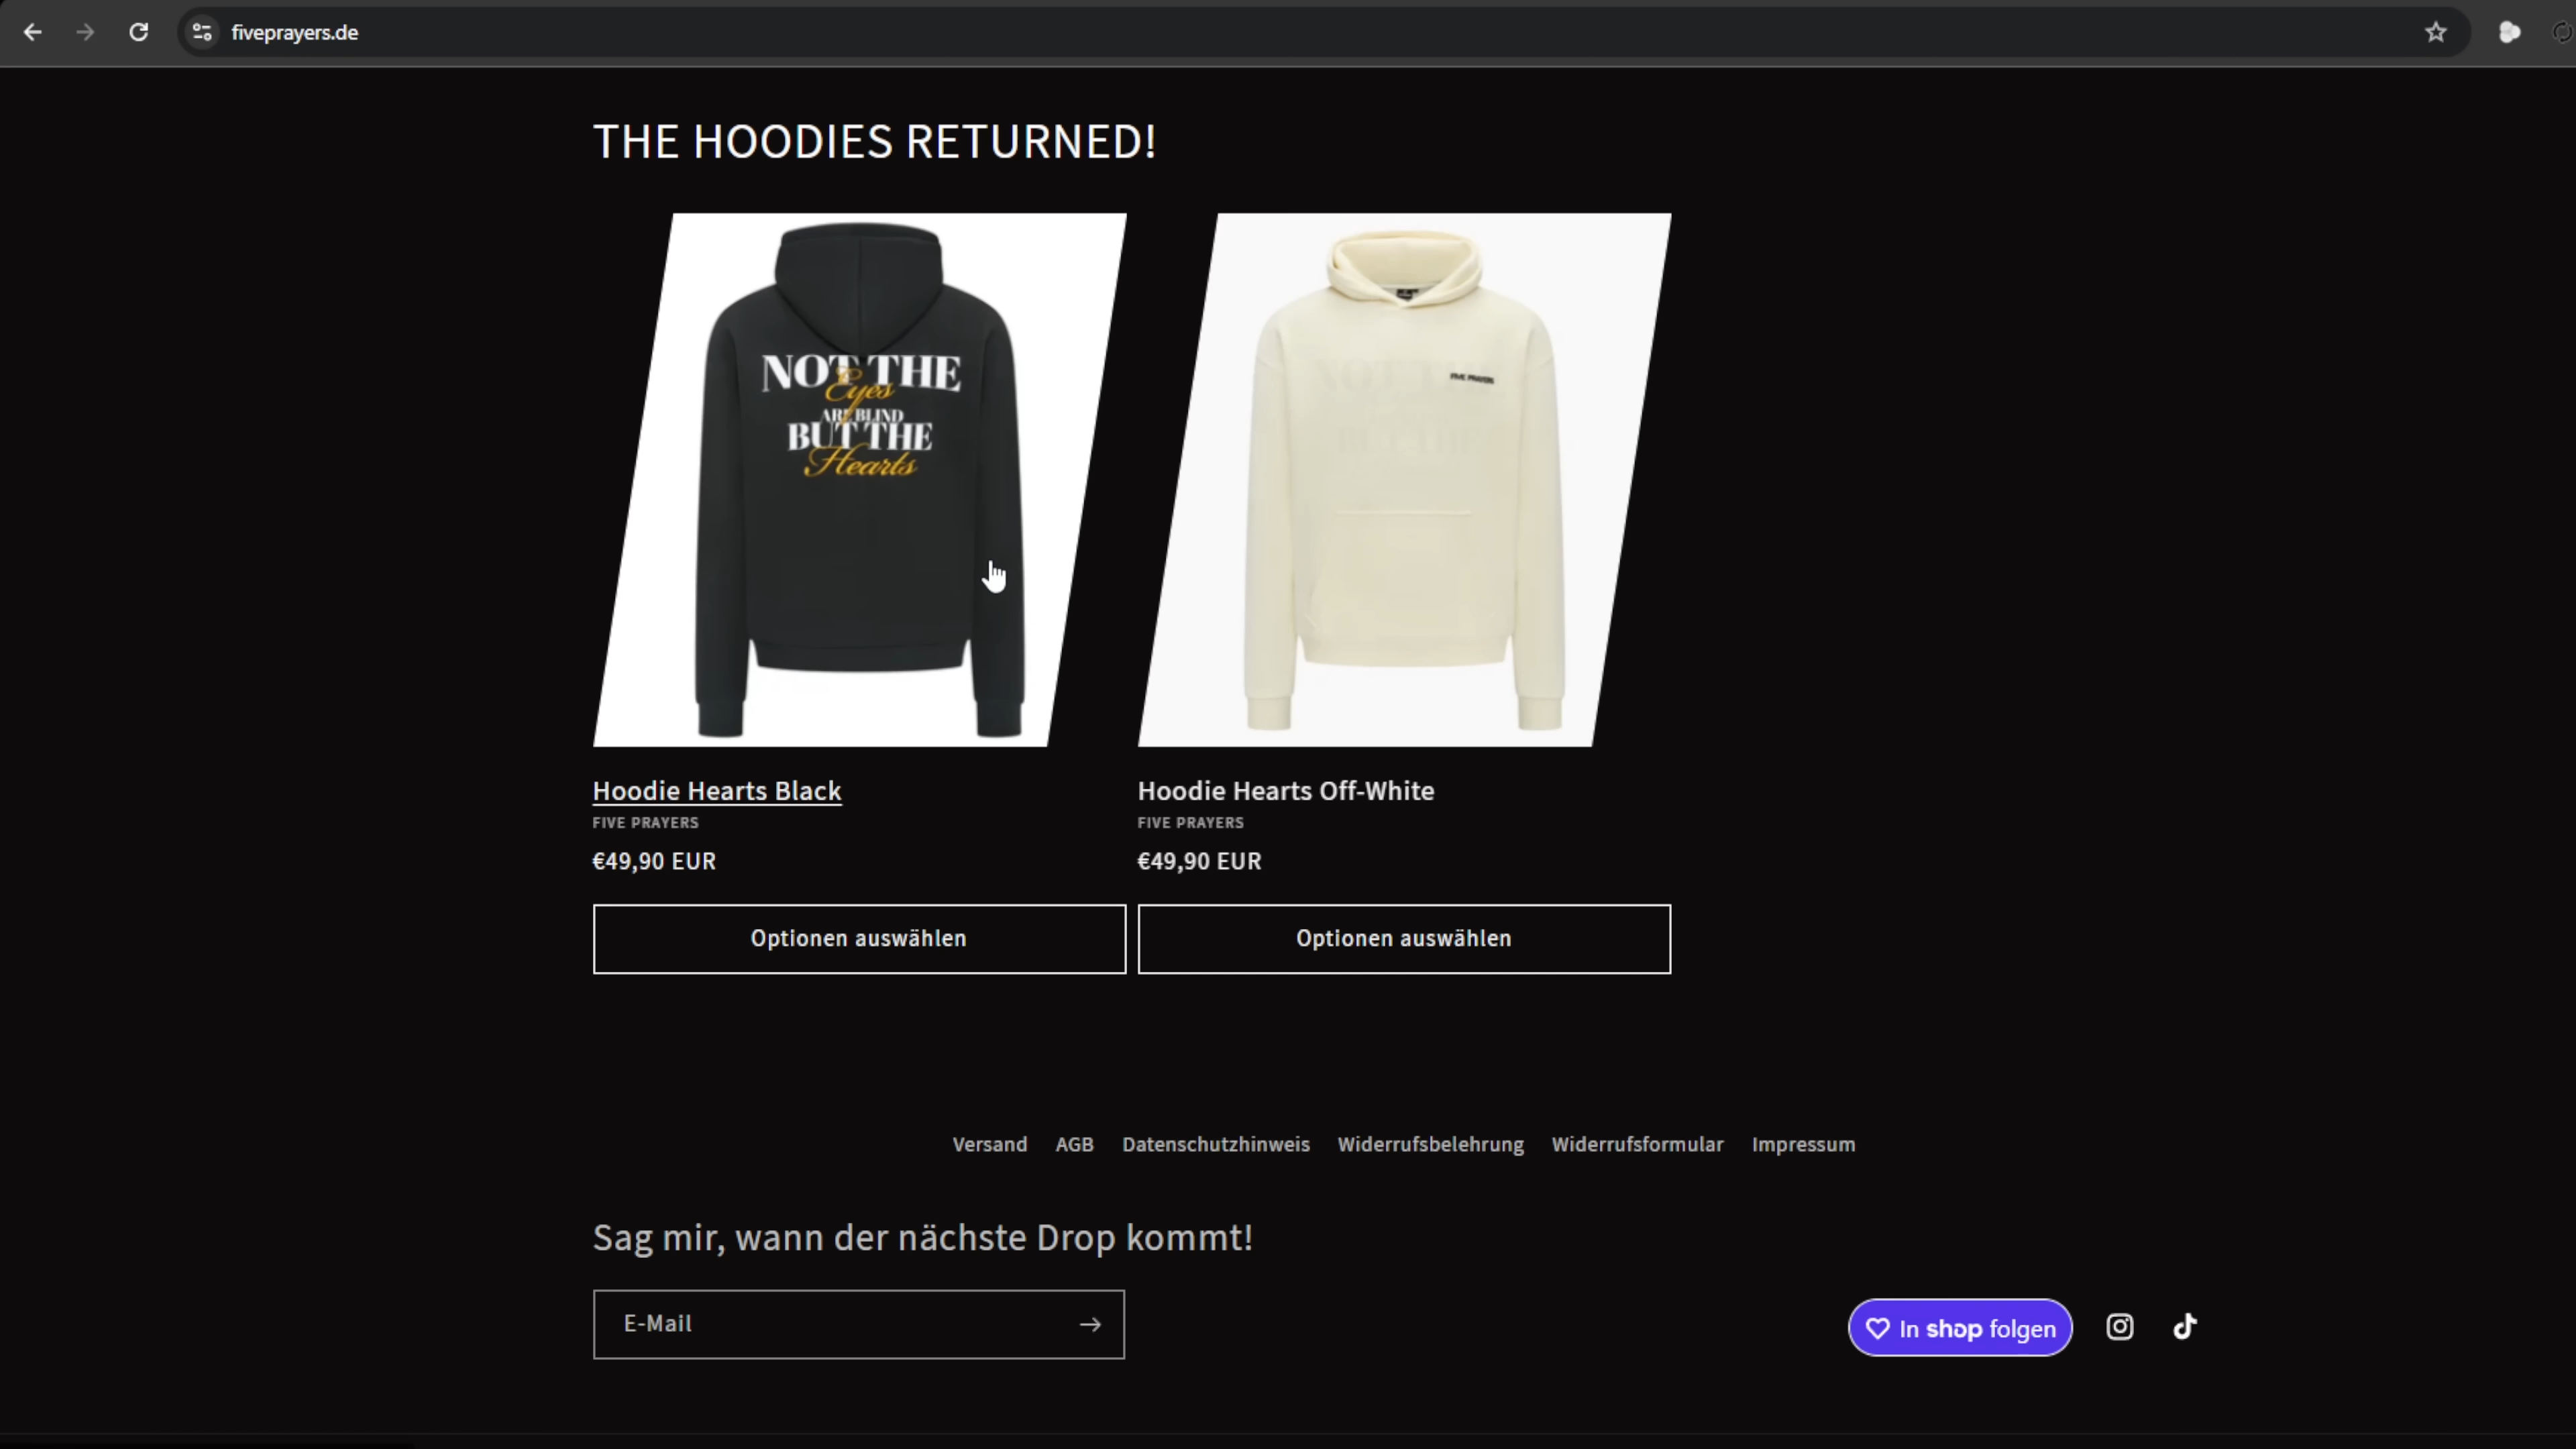 fiveprayers.de
THE HOODIES RETURNED!
NOT THE
Eyes
ARE BLIND
BUT THE
Hearts
FIVE PRAYERS
Hoodie Hearts Black
FIVE PRAYERS
€49,90 EUR
Optionen auswählen
Hoodie Hearts Off-White
FIVE PRAYERS
€49,90 EUR
Optionen auswählen
Versand AGB Datenschutzhinweis Widerrufsbelehrung Widerrufsformular Impressum
Sag mir, wann der nächste Drop kommt!
E-Mail
In shop folgen